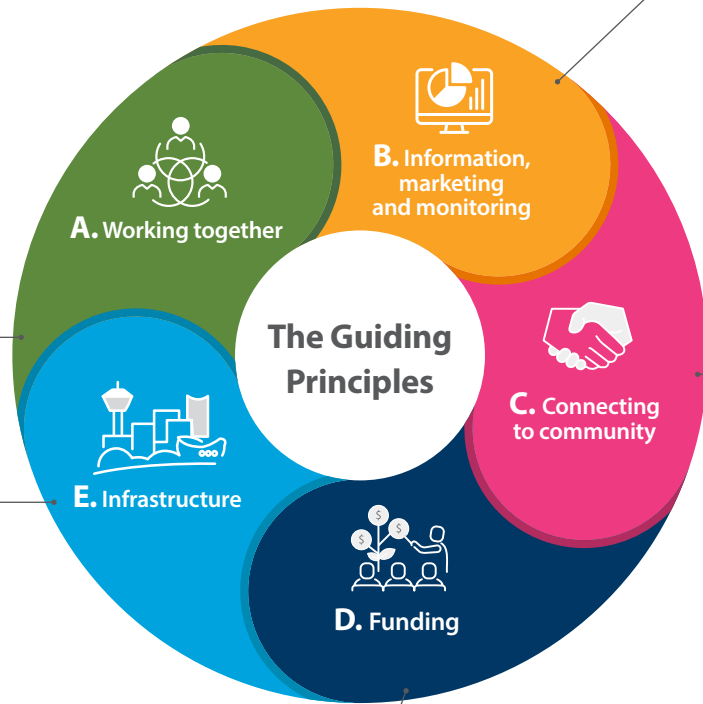 The Guiding
Principles
A. Working together
B. Information,
marketing
and monitoring
C. Connecting
to community
D. Funding
$
$
$
E. Infrastructure